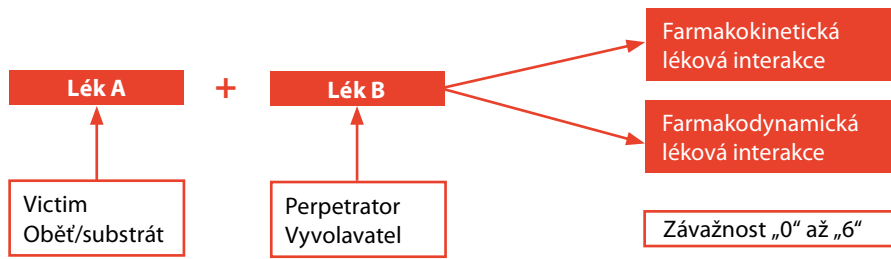 Lék A
+
Lék B
Farmakokinetická
léková interakce
Farmakodynamická
léková interakce
Victim
Oběť/substrát
Perpetrator
Vyvolavatel
Závažnost „0“ až „6“